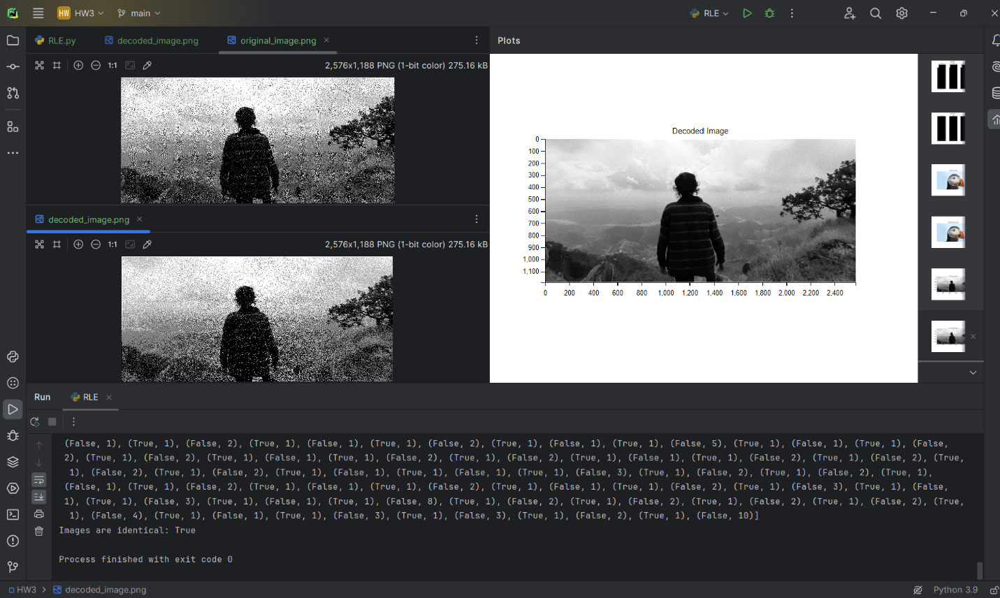 PC HW HW3 main RLE
RLE.py decoded_image.png original_image.png Plots
1:1 2,576x1,188 PNG (1-bit color) 275.16 kB
decoded_image.png
1:1 2,576x1,188 PNG (1-bit color) 275.16 kB
Decoded Image
0
100
200
300
400
500
600
700
800
900
1,000
1,100
0 200 400 600 800 1,000 1,200 1,400 1,600 1,800 2,000 2,200 2,400
Run RLE
(False, 1), (True, 1), (False, 2), (True, 1), (False, 1), (True, 1), (False, 2), (True, 1), (False, 1), (True, 1), (False, 5), (True, 1), (False, 1), (True, 1), (False,
2), (True, 1), (False, 2), (True, 1), (False, 1), (True, 1), (False, 2), (True, 1), (False, 2), (True, 1), (False, 1), (True, 1), (False, 2), (True, 1), (False, 2), (True,
1), (False, 2), (True, 1), (False, 2), (True, 1), (False, 1), (True, 1), (False, 1), (True, 1), (False, 3), (True, 1), (False, 2), (True, 1), (False, 2), (True, 1),
(False, 1), (True, 1), (False, 2), (True, 1), (False, 1), (True, 1), (False, 2), (True, 1), (False, 1), (True, 1), (False, 2), (True, 1), (False, 3), (True, 1), (False,
1), (True, 1), (False, 3), (True, 1), (False, 1), (True, 1), (False, 8), (True, 1), (False, 2), (True, 1), (False, 2), (True, 1), (False, 2), (True, 1), (False, 2), (True,
1), (False, 4), (True, 1), (False, 1), (True, 1), (False, 3), (True, 1), (False, 3), (True, 1), (False, 2), (True, 1), (False, 10)]
Images are identical: True
Process finished with exit code 0
HW3 decoded_image.png Python 3.9